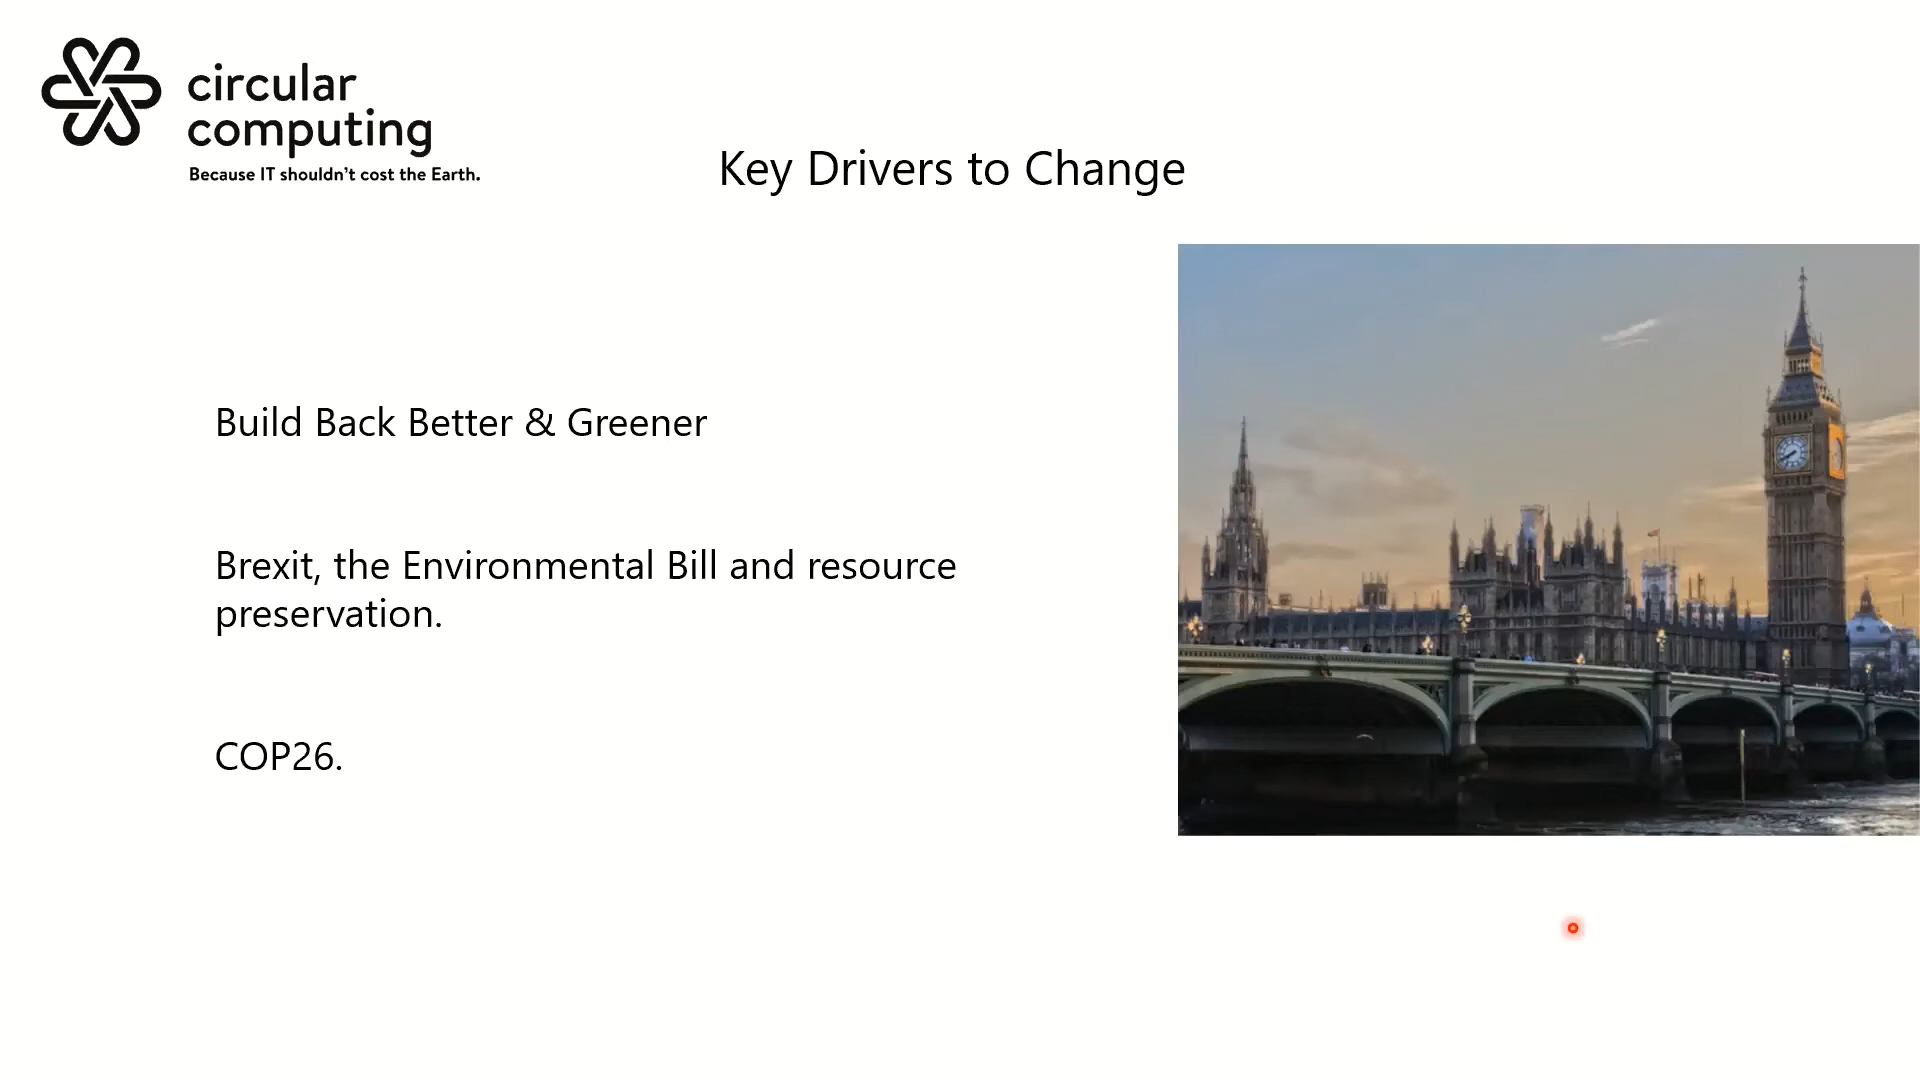 circular
computing
Because IT shouldn't cost the Earth.
Key Drivers to Change
Build Back Better & Greener
Brexit, the Environmental Bill and resource
preservation.
COP26.